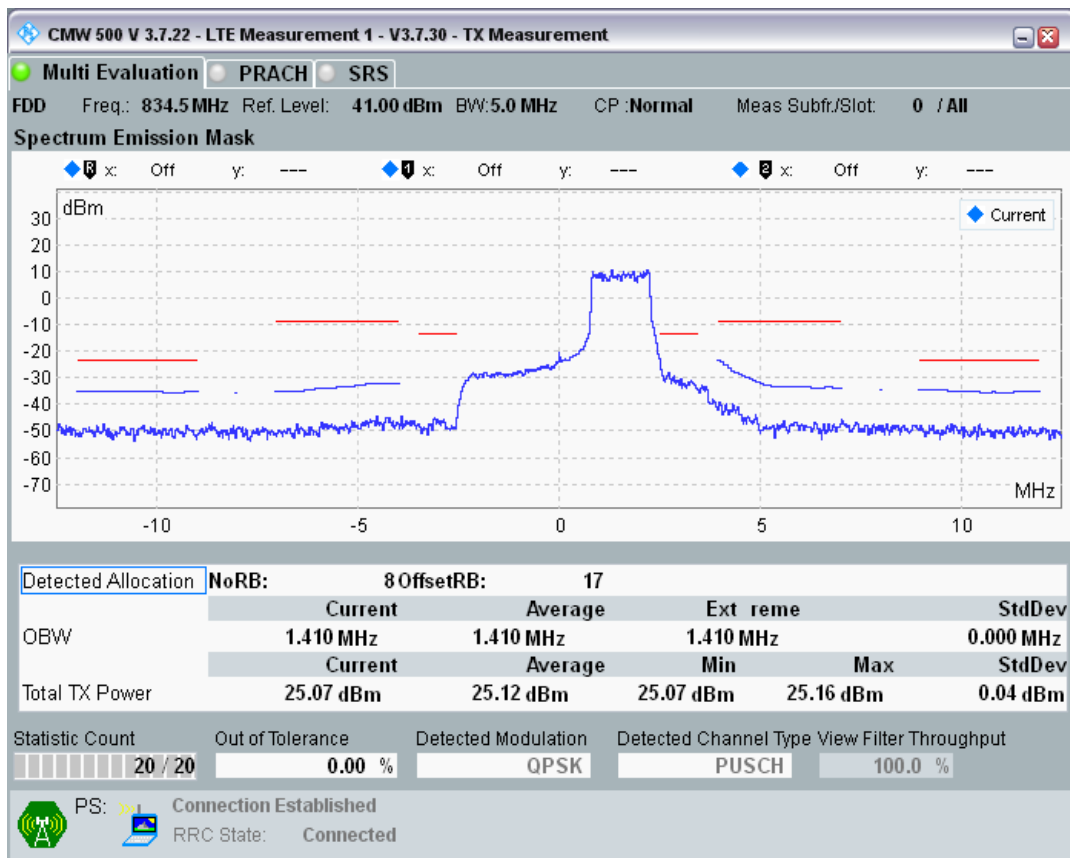 CMW 500 V 3.7.22 - LTE Measurement 1 - V3.7.30 - TX Measurement
Multi Evaluation PRACH SRS
FDD Freq.: 834.5 MHz Ref. Level: 41.00 dBm BW:5.0 MHz CP :Normal Meas Subfr./Slot: 0 / All
Spectrum Emission Mask
R x: Off y: --- 1 x: Off y: --- 2 x: Off y: ---
dBm
Current
30
20
10
0
-10
-20
-30
-40
-50
-60
-70
MHz
-10 -5 0 5 10
Detected Allocation NoRB: 8 OffsetRB: 17
Current Average Ext reme StdDev
OBW 1.410 MHz 1.410 MHz 1.410 MHz 0.000 MHz
Current Average Min Max StdDev
Total TX Power 25.07 dBm 25.12 dBm 25.07 dBm 25.16 dBm 0.04 dBm
Statistic Count Out of Tolerance Detected Modulation Detected Channel Type View Filter Throughput
20 / 20 0.00 % QPSK PUSCH 100.0 %
PS: Connection Established
RRC State: Connected